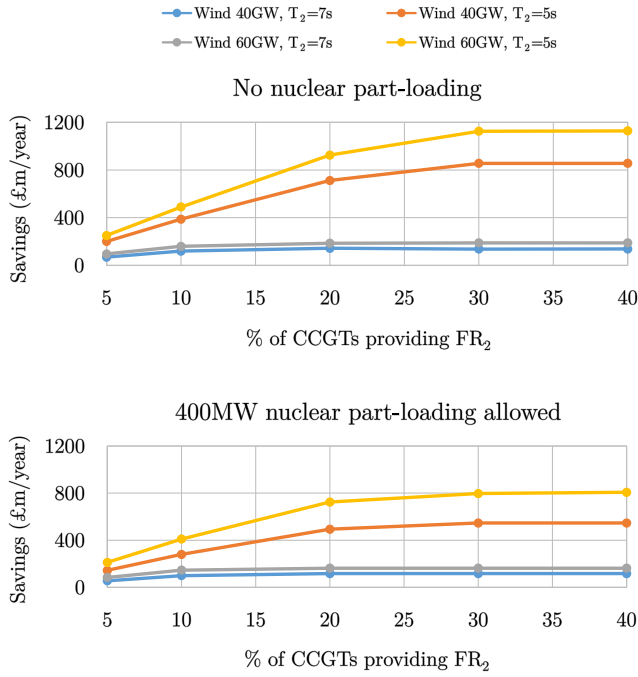 Wind 40GW, T₂=7s Wind 40GW, T₂=5s
Wind 60GW, T₂=7s Wind 60GW, T₂=5s
No nuclear part-loading
Savings (£m/year)
1200
800
400
0
5 10 15 20 25 30 35 40
% of CCGTs providing FR₂
400MW nuclear part-loading allowed
Savings (£m/year)
1200
800
400
0
5 10 15 20 25 30 35 40
% of CCGTs providing FR₂